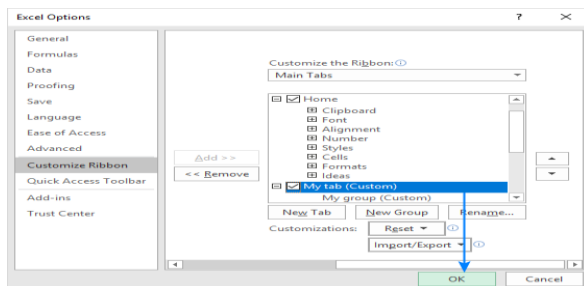 Excel Options
?
General
Formulas
Data
Proofing
Save
Language
Ease of Access
Advanced
Customize Ribbon
Quick Access Toolbar
Add-ins
Trust Center
Add >>
<< Remove
Customize the Ribbon:
Main Tabs
Home
Clipboard
Font
Alignment
Number
Styles
Cells
Formats
Ideas
My tab (Custom)
My group (Custom)
New Tab
New Group
Rename...
Customizations:
Reset
Import/Export
OK
Cancel